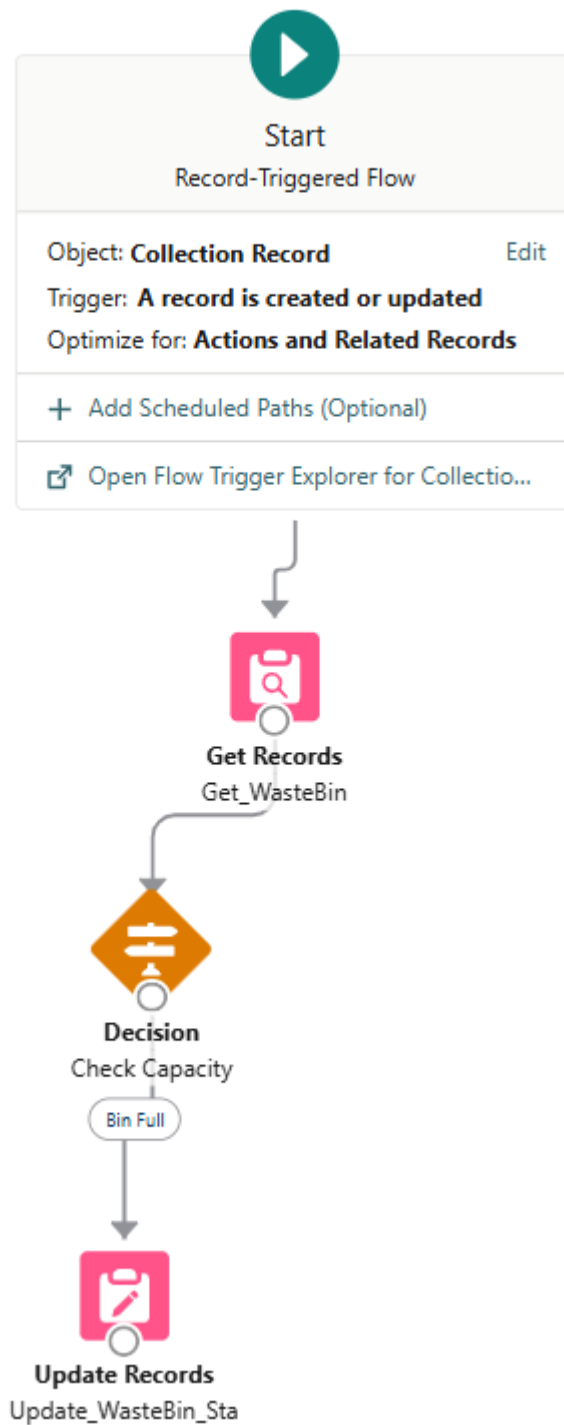 Start
Record-Triggered Flow
Object: Collection Record Edit
Trigger: A record is created or updated
Optimize for: Actions and Related Records
+ Add Scheduled Paths (Optional)
Open Flow Trigger Explorer for Collectio...
Get Records
Get_WasteBin
Decision
Check Capacity
Bin Full
Update Records
Update_WasteBin_Sta